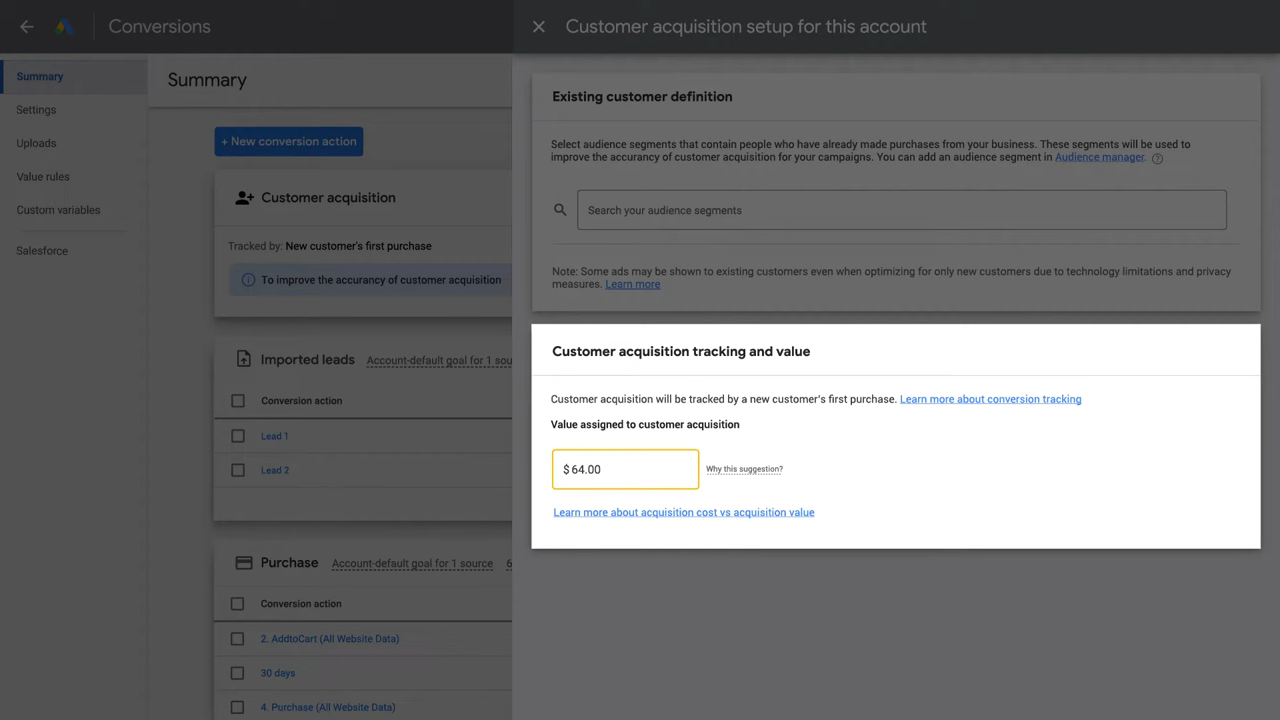 Conversions
Customer acquisition setup for this account
Summary
Settings
Uploads
Value rules
Custom variables
Salesforce
Summary
+ New conversion action
Customer acquisition
Tracked by: New customer's first purchase
To improve the accurancy of customer acquisition
Imported leads Account-default goal for 1 sou
Conversion action
Lead 1
Lead 2
Purchase Account-default goal for 1 source 6
Conversion action
2. AddtoCart (All Website Data)
30 days
4. Purchase (All Website Data)
Existing customer definition
Select audience segments that contain people who have already made purchases from your business. These segments will be used to
improve the accurancy of customer acquisition for your campaigns. You can add an audience segment in Audience manager.
Search your audience segments
Note: Some ads may be shown to existing customers even when optimizing for only new customers due to technology limitations and privacy
measures. Learn more
Customer acquisition tracking and value
Customer acquisition will be tracked by a new customer's first purchase. Learn more about conversion tracking
Value assigned to customer acquisition
$ 64.00 Why this suggestion?
Learn more about acquisition cost vs acquisition value